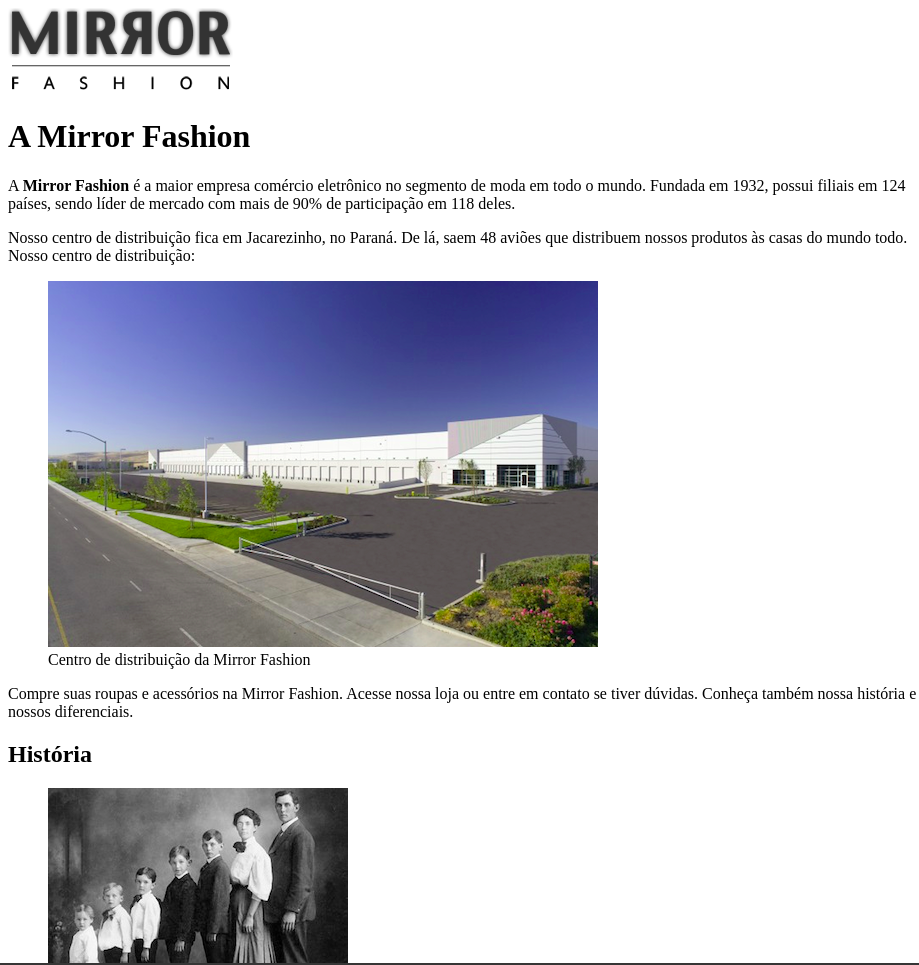 MIRROR
FASHION
A Mirror Fashion
A Mirror Fashion é a maior empresa comércio eletrônico no segmento de moda em todo o mundo. Fundada em 1932, possui filiais em 124
países, sendo líder de mercado com mais de 90% de participação em 118 deles.
Nosso centro de distribuição fica em Jacarezinho, no Paraná. De lá, saem 48 aviões que distribuem nossos produtos às casas do mundo todo.
Nosso centro de distribuição:
Centro de distribuição da Mirror Fashion
Compre suas roupas e acessórios na Mirror Fashion. Acesse nossa loja ou entre em contato se tiver dúvidas. Conheça também nossa história e
nossos diferenciais.
História